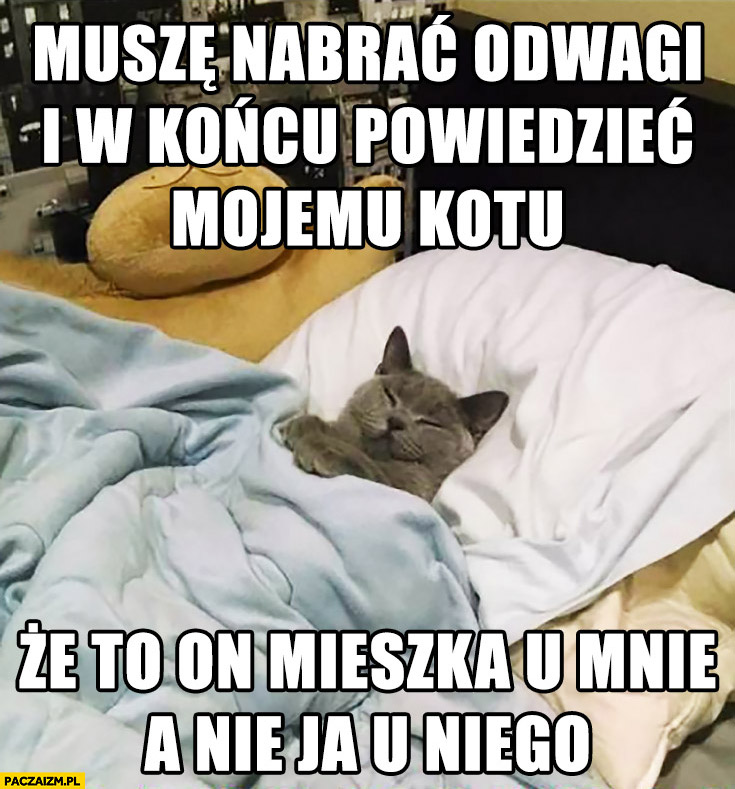 MUSZĘ NABRAĆ ODWAGI
I W KOŃCU POWIEDZIEĆ
MOJEMU KOTU
ŻE TO ON MIESZKA U MNIE
A NIE JA U NIEGO
PACZAIZM.PL